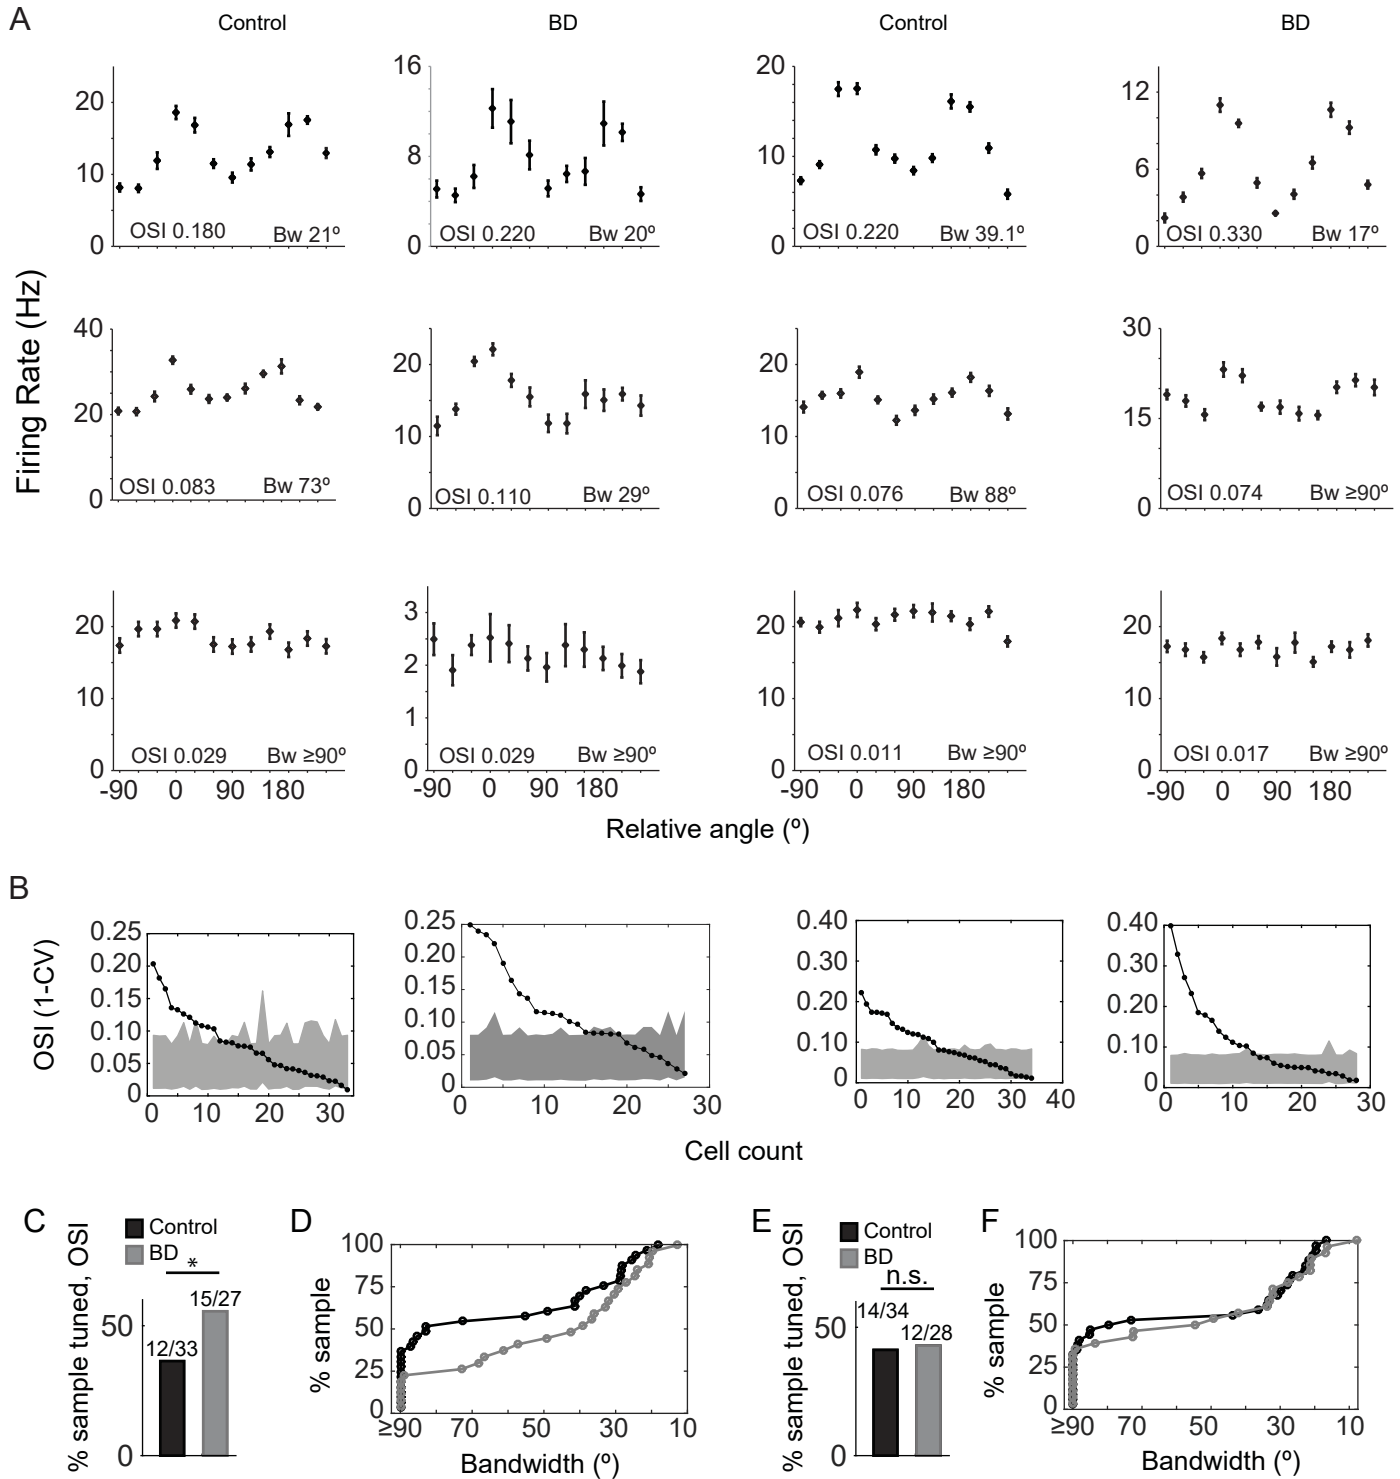 A
Control
BD
Control
BD
Firing Rate (Hz)
20
10
0
OSI 0.180
Bw 21º
16
8
0
OSI 0.220
Bw 20º
20
10
0
OSI 0.220
Bw 39.1º
12
6
0
OSI 0.330
Bw 17º
40
20
0
OSI 0.083
Bw 73º
20
10
0
OSI 0.110
Bw 29º
20
10
0
OSI 0.076
Bw 88º
30
15
0
OSI 0.074
Bw ≥90º
20
10
0
OSI 0.029
Bw ≥90º
-90 0 90 180
3
2
1
0
OSI 0.029
Bw ≥90º
-90 0 90 180
20
10
0
OSI 0.011
Bw ≥90º
-90 0 90 180
20
10
0
OSI 0.017
Bw ≥90º
-90 0 90 180
Relative angle (º)
B
OSI (1-CV)
0.25
0.20
0.15
0.10
0.05
0
0 10 20 30
0.25
0.20
0.15
0.10
0.05
0
0 10 20 30
0.40
0.30
0.20
0.10
0
0 10 20 30 40
0.40
0.30
0.20
0.10
0
0 10 20 30
Cell count
C
% sample tuned, OSI
Control
BD
*
50
0
12/33
15/27
D
% sample
100
75
50
25
0
≥90 70 50 30 10
Bandwidth (º)
E
% sample tuned, OSI
Control
BD
n.s.
50
0
14/34
12/28
F
% sample
100
75
50
25
0
≥90 70 50 30 10
Bandwidth (º)